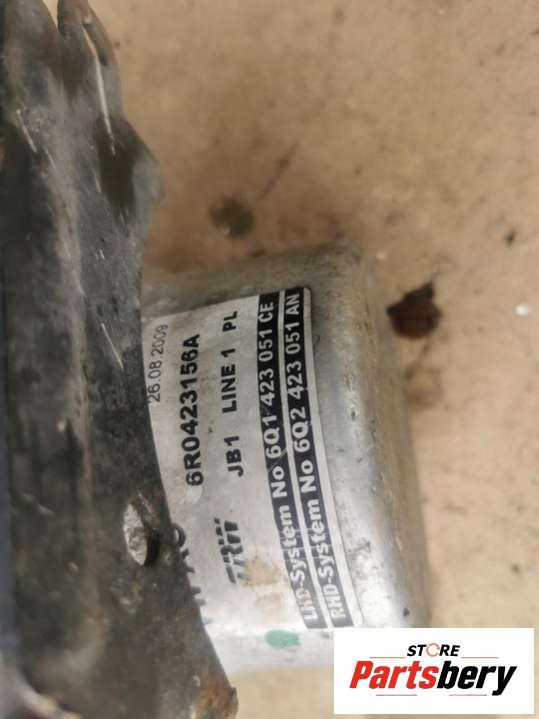 26.08.2009
6R0423156A
JB1 LINE 1 PL
TRW
LHD-System No 6Q1 423 051 CE
RHD-System No 6Q2 423 051 AN
STORE
Partsbery